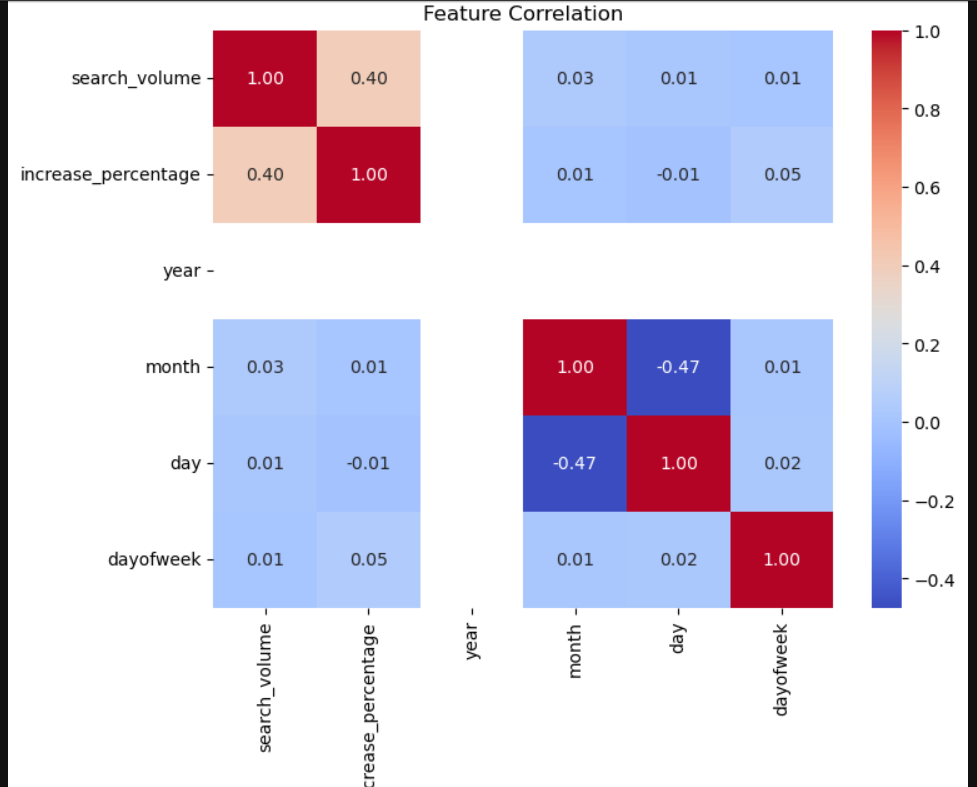 Feature Correlation
search_volume 1.00 0.40 0.03 0.01 0.01
increase_percentage 0.40 1.00 0.01 -0.01 0.05
year
month 0.03 0.01 1.00 -0.47 0.01
day 0.01 -0.01 -0.47 1.00 0.02
dayofweek 0.01 0.05 0.01 0.02 1.00
search_volume
crease_percentage
year
month
day
dayofweek
1.0
0.8
0.6
0.4
0.2
0.0
−0.2
−0.4